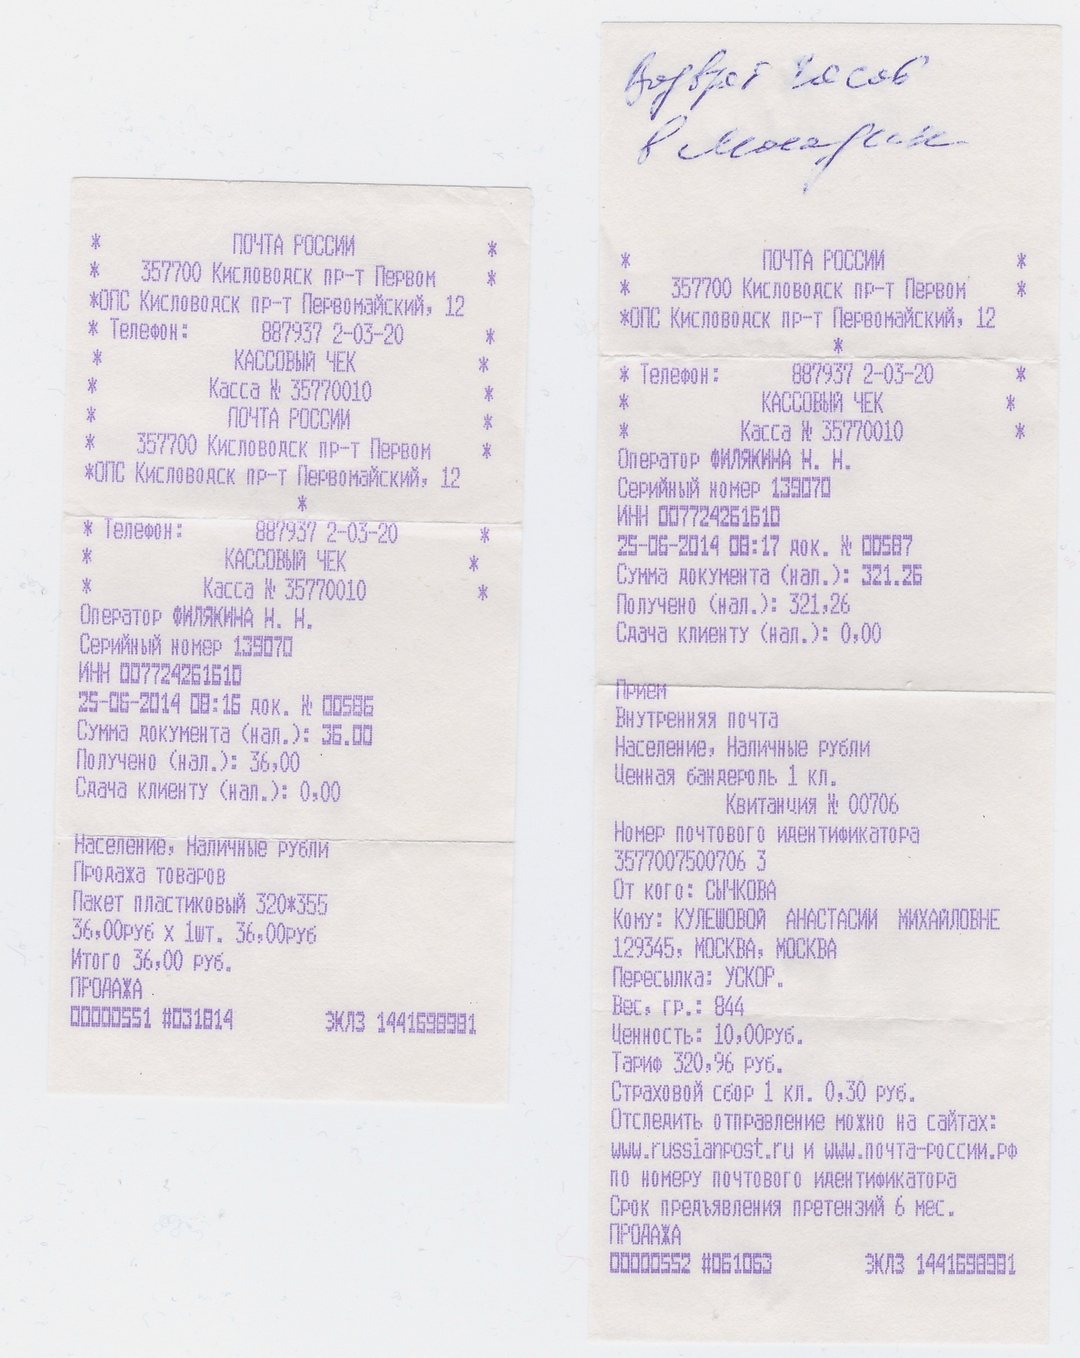 * ПОЧТА РОССИИ *
* 357700 Кисловодск пр-т Первом *
*ОПС Кисловодск пр-т Первомайский, 12
* Телефон: 887937 2-03-20 *
* КАССОВЫЙ ЧЕК *
* Касса № 35770010 *
* ПОЧТА РОССИИ *
* 357700 Кисловодск пр-т Первом *
*ОПС Кисловодск пр-т Первомайский, 12
*
* Телефон: 887937 2-03-20 *
* КАССОВЫЙ ЧЕК *
* Касса № 35770010 *
Оператор ФИЛЯКИНА Н. Н.
Серийный номер 139070
ИНН 007724261610
25-06-2014 08:16 док. № 00586
Сумма документа (нал.): 36.00
Получено (нал.): 36,00
Сдача клиенту (нал.): 0,00
Население, Наличные рубли
Продажа товаров
Пакет пластиковый 320*355
36,00руб X 1шт. 36,00руб
Итого 36,00 руб.
ПРОДАЖА
00000551 #031814 ЭКЛЗ 1441698981
Возврат часов
в магазин
* ПОЧТА РОССИИ *
* 357700 Кисловодск пр-т Первом *
*ОПС Кисловодск пр-т Первомайский, 12
*
* Телефон: 887937 2-03-20 *
* КАССОВЫЙ ЧЕК *
* Касса № 35770010 *
Оператор ФИЛЯКИНА Н. Н.
Серийный номер 139070
ИНН 007724261610
25-06-2014 08:17 док. № 00587
Сумма документа (нал.): 321.26
Получено (нал.): 321,26
Сдача клиенту (нал.): 0,00
Прием
Внутренняя почта
Население, Наличные рубли
Ценная бандероль 1 кл.
Квитанция № 00706
Номер почтового идентификатора
3577007500706 3
От кого: СЫЧКОВА
Кому: КУЛЕШОВОЙ АНАСТАСИИ МИХАЙЛОВНЕ
129345, МОСКВА, МОСКВА
Пересылка: УСКОР.
Вес, гр.: 844
Ценность: 10,00руб.
Тариф 320,96 руб.
Страховой сбор 1 кл. 0,30 руб.
Отследить отправление можно на сайтах:
www.russianpost.ru и www.почта-россии.рф
по номеру почтового идентификатора
Срок предъявления претензий 6 мес.
ПРОДАЖА
00000552 #061063 ЭКЛЗ 1441698981